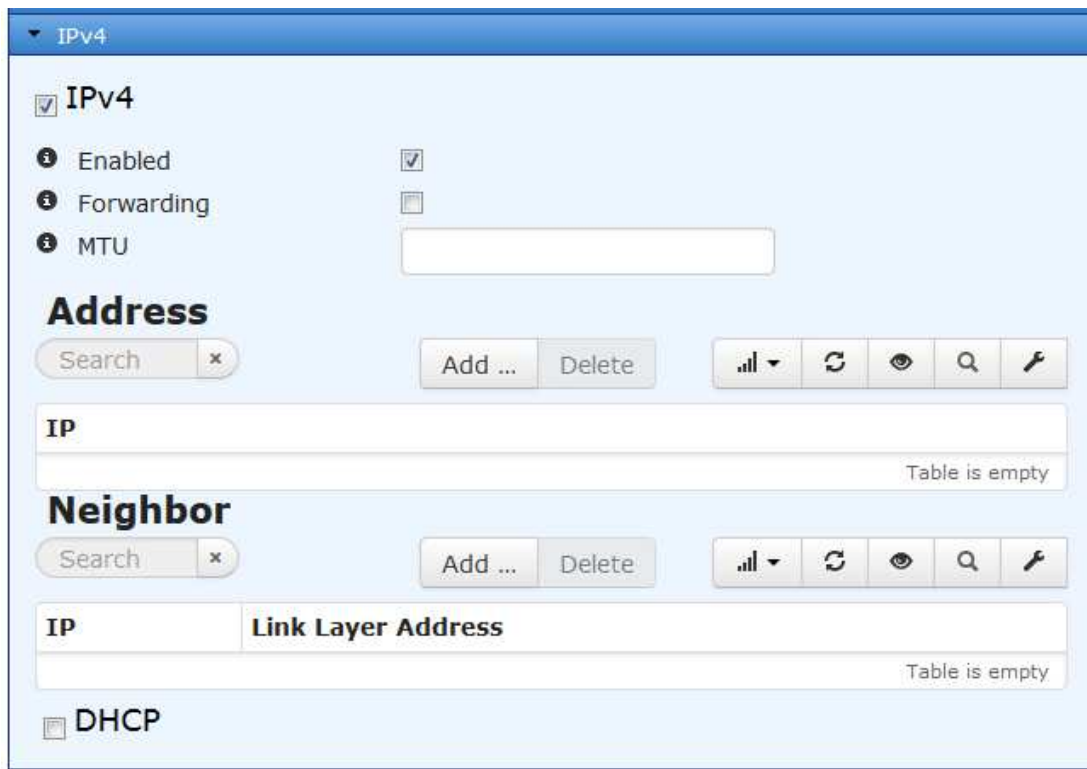 IPv4
IPv4
Enabled
Forwarding
MTU
Address
Search Add ... Delete
IP
Table is empty
Neighbor
Search Add ... Delete
IP Link Layer Address
Table is empty
DHCP